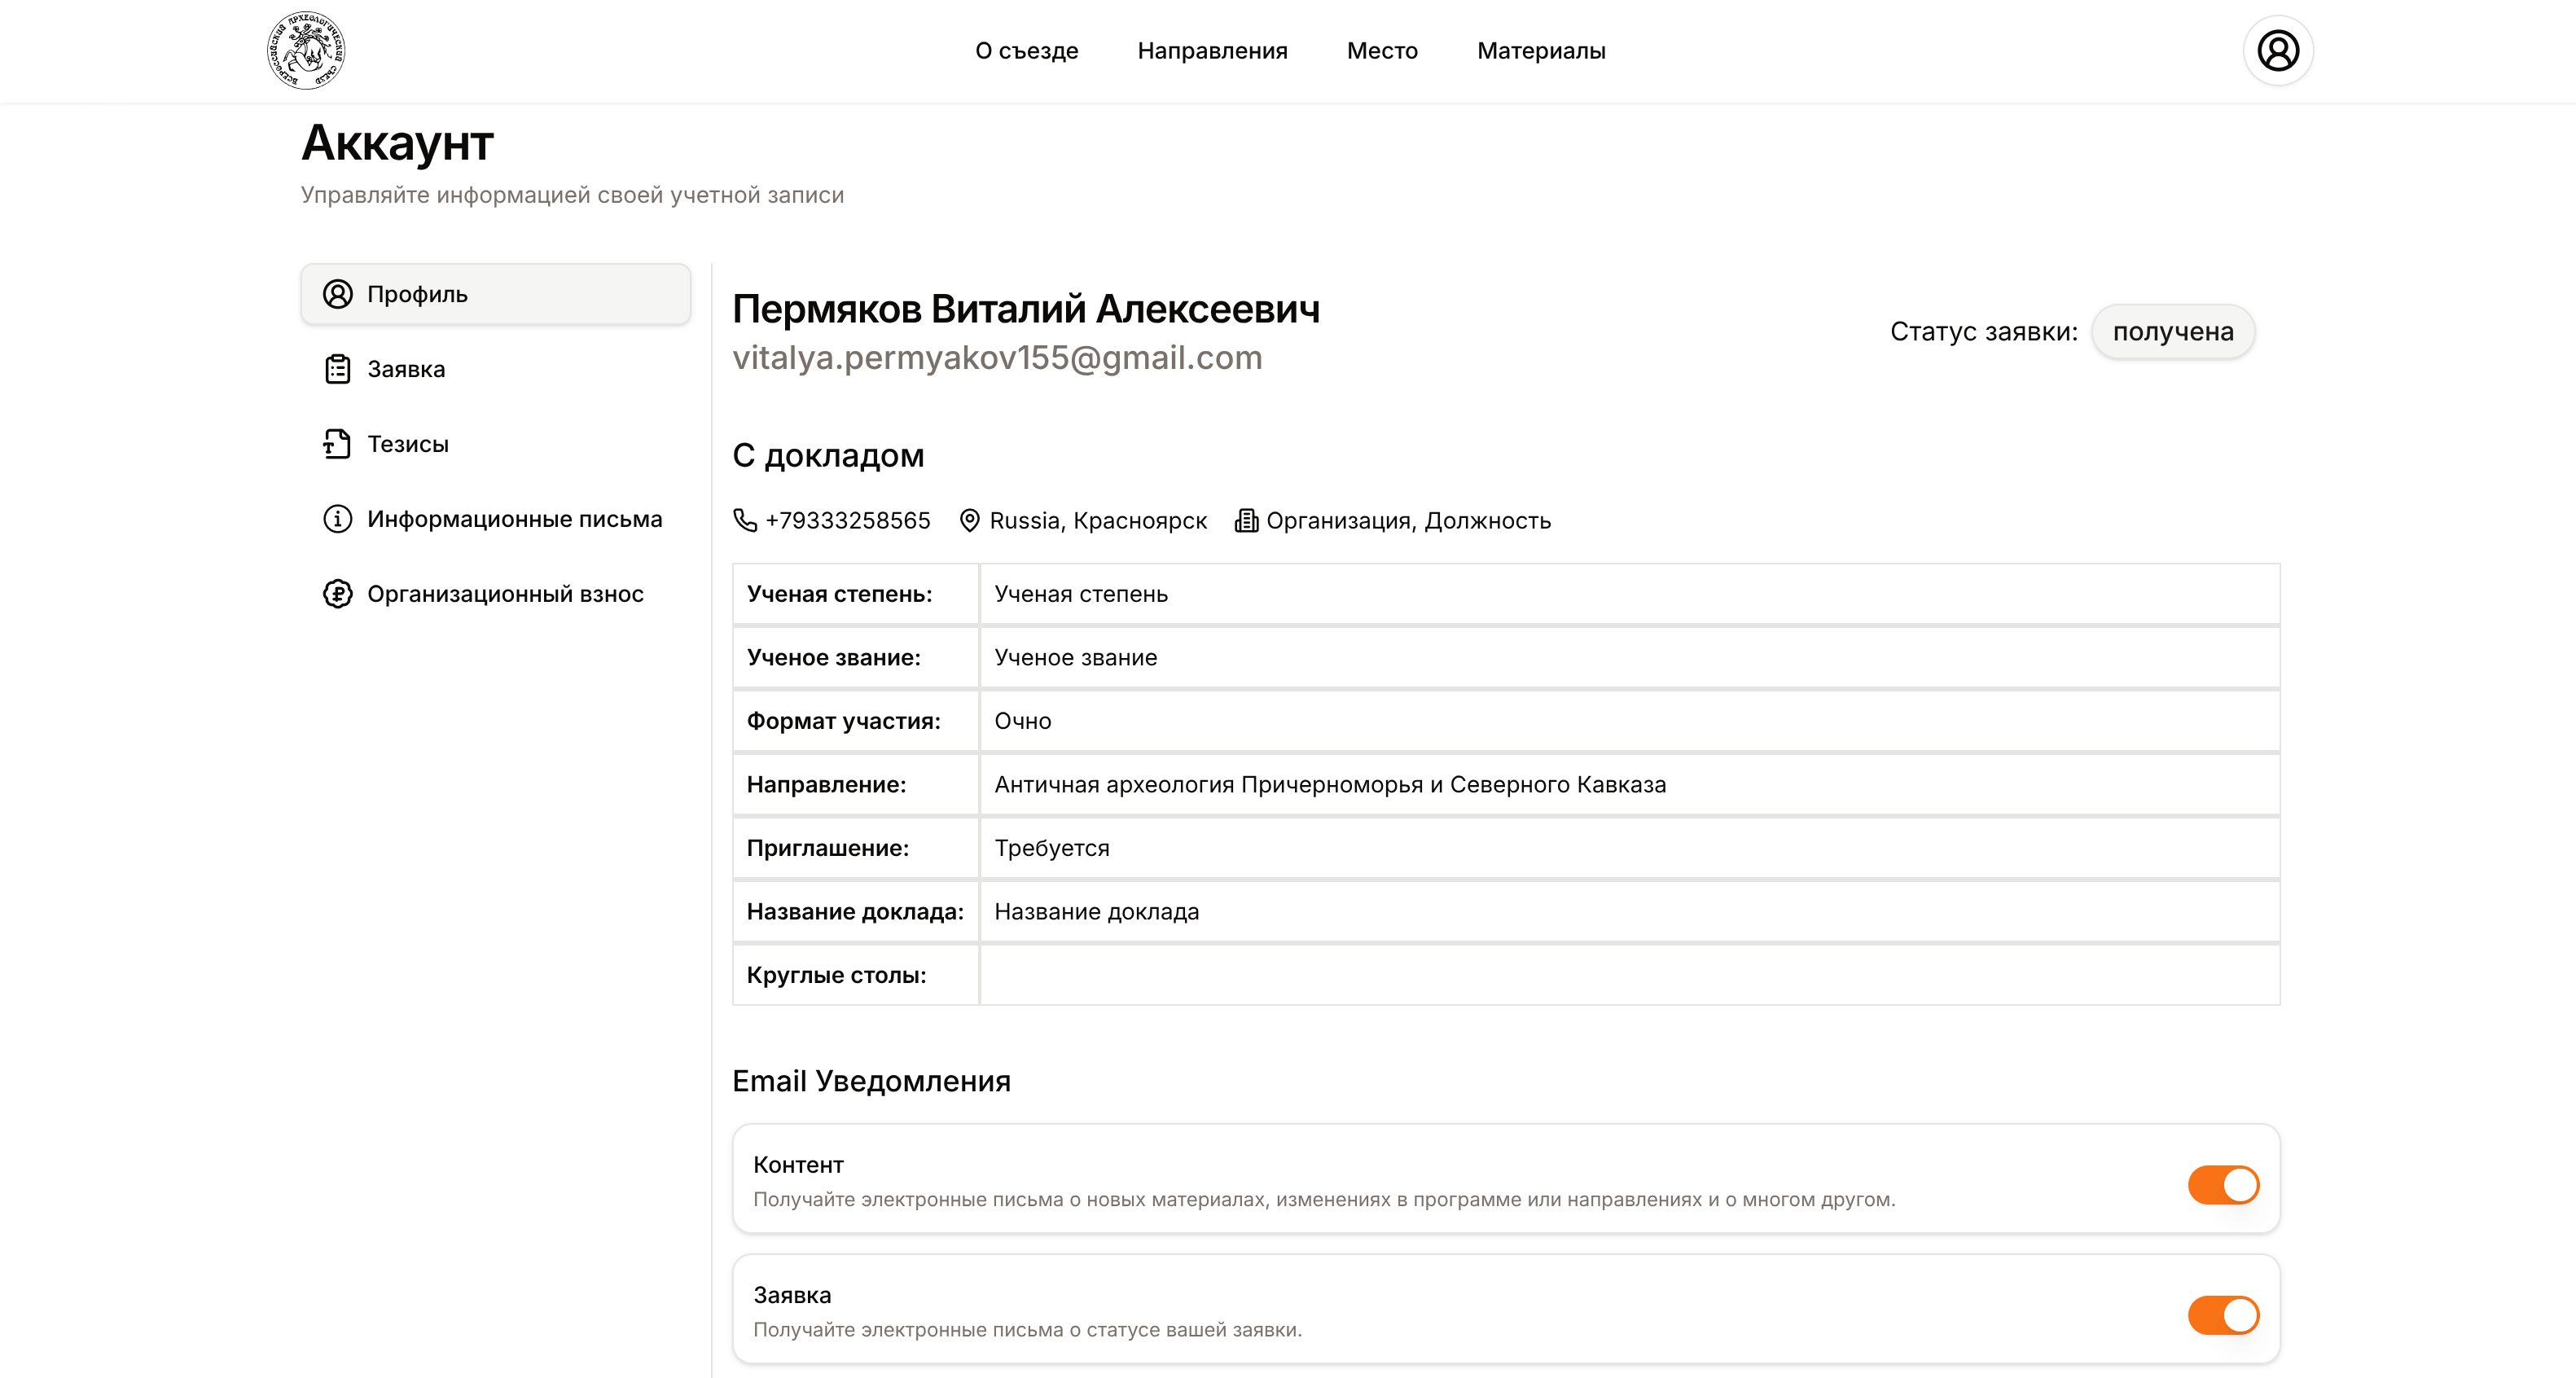 ВСЕРОССИЙСКИЙ АРХЕОЛОГИЧЕСКИЙ СЪЕЗД
О съезде
Направления
Место
Материалы
Аккаунт
Управляйте информацией своей учетной записи
Профиль
Заявка
Тезисы
Информационные письма
Организационный взнос
Пермяков Виталий Алексеевич
vitalya.permyakov155@gmail.com
Статус заявки: получена
С докладом
+79333258565 Russia, Красноярск Организация, Должность
Ученая степень: Ученая степень
Ученое звание: Ученое звание
Формат участия: Очно
Направление: Античная археология Причерноморья и Северного Кавказа
Приглашение: Требуется
Название доклада: Название доклада
Круглые столы:
Email Уведомления
Контент
Получайте электронные письма о новых материалах, изменениях в программе или направлениях и о многом другом.
Заявка
Получайте электронные письма о статусе вашей заявки.